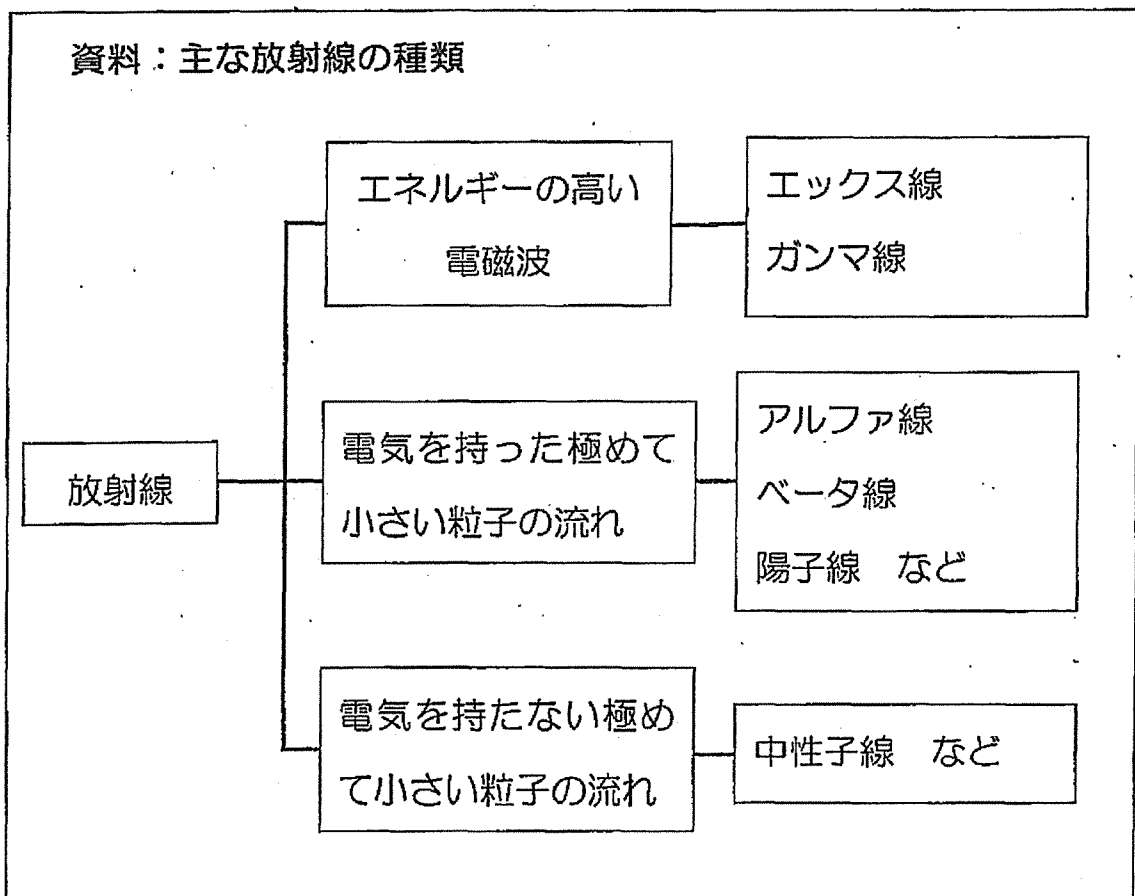 資料：主な放射線の種類
エネルギーの高い
電磁波
エックス線
ガンマ線
放射線
電気を持った極めて
小さい粒子の流れ
アルファ線
ベータ線
陽子線　など
電気を持たない極め
て小さい粒子の流れ
中性子線　など